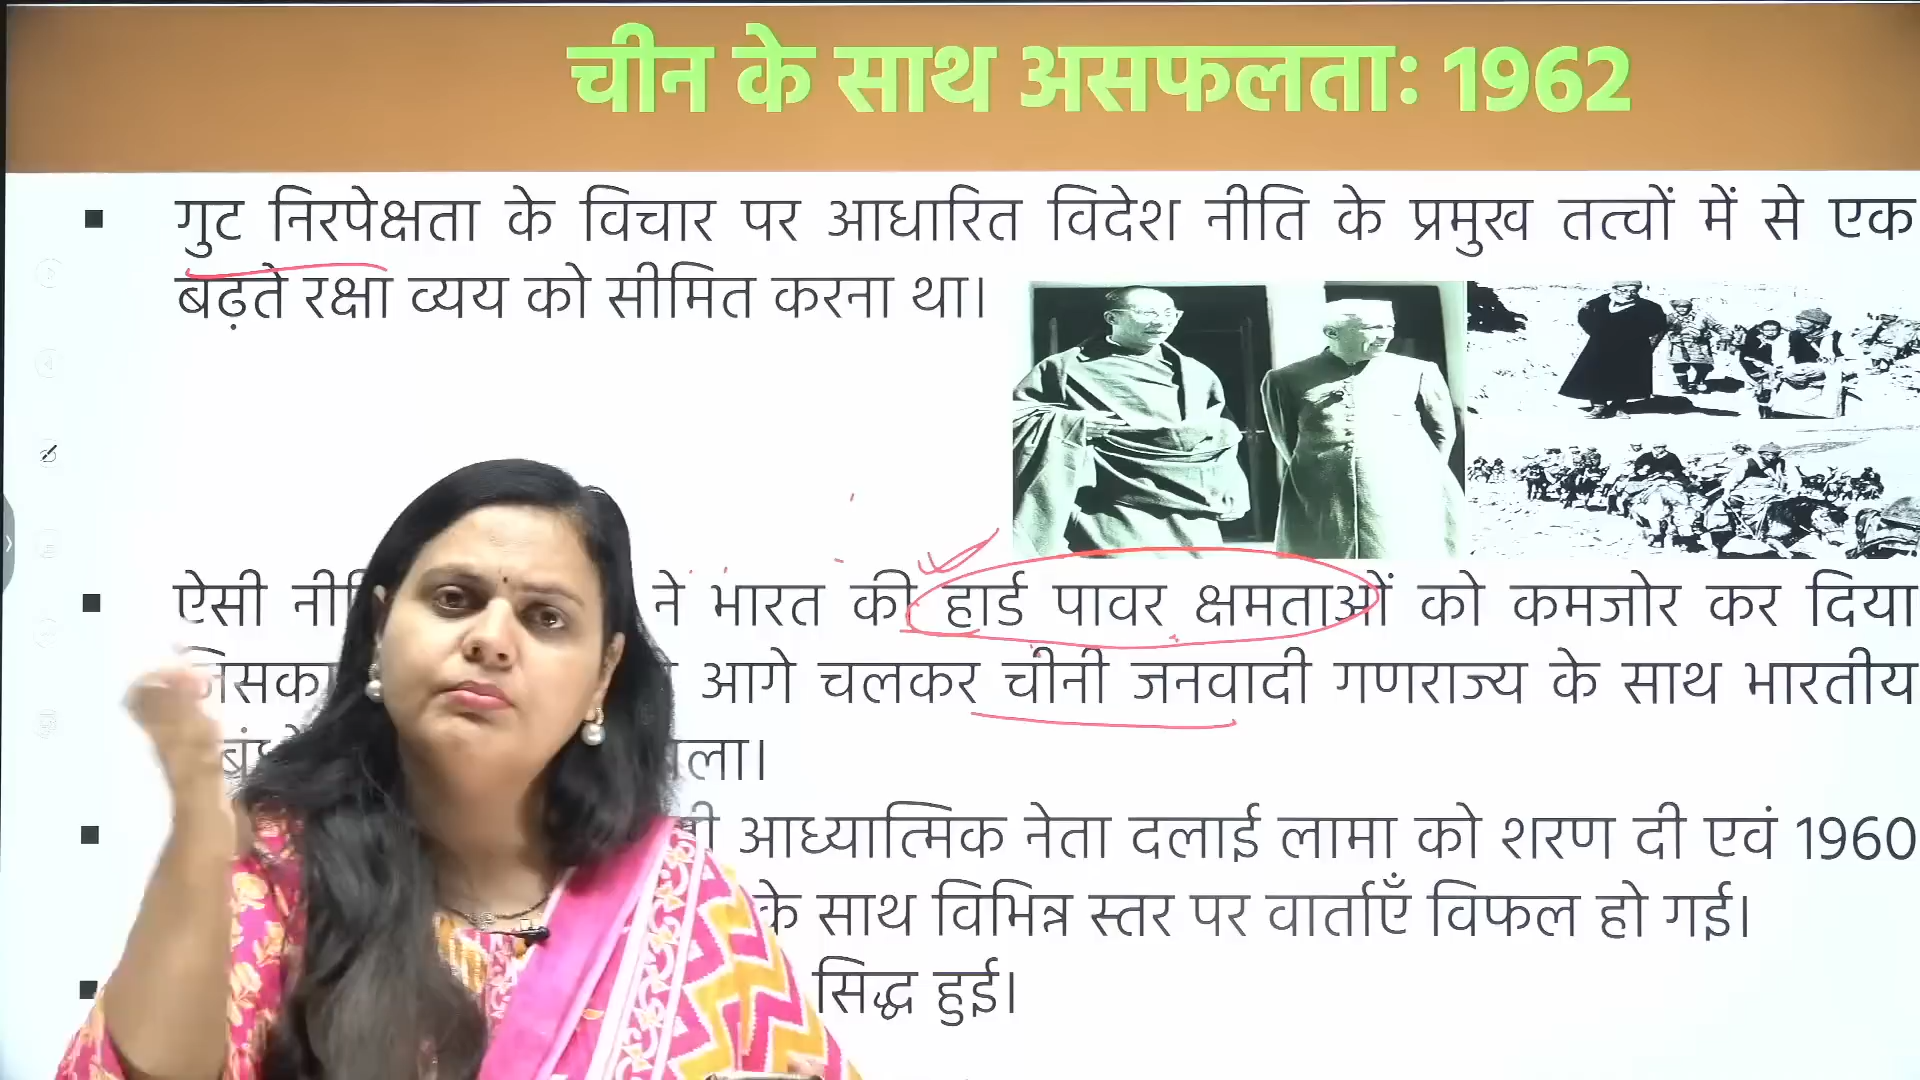 चीन के साथ असफलताः 1962
▪ गुट निरपेक्षता के विचार पर आधारित विदेश नीति के प्रमुख तत्वों में से एक
बढ़ते रक्षा व्यय को सीमित करना था।
▪ ऐसी ने भारत की हार्ड पावर क्षमताओं को कमजोर कर दिया
आगे चलकर चीनी जनवादी गणराज्य के साथ भारतीय
▪ आध्यात्मिक नेता दलाई लामा को शरण दी एवं 1960
के साथ विभिन्न स्तर पर वार्ताएँ विफल हो गई।
▪ सिद्ध हुई।